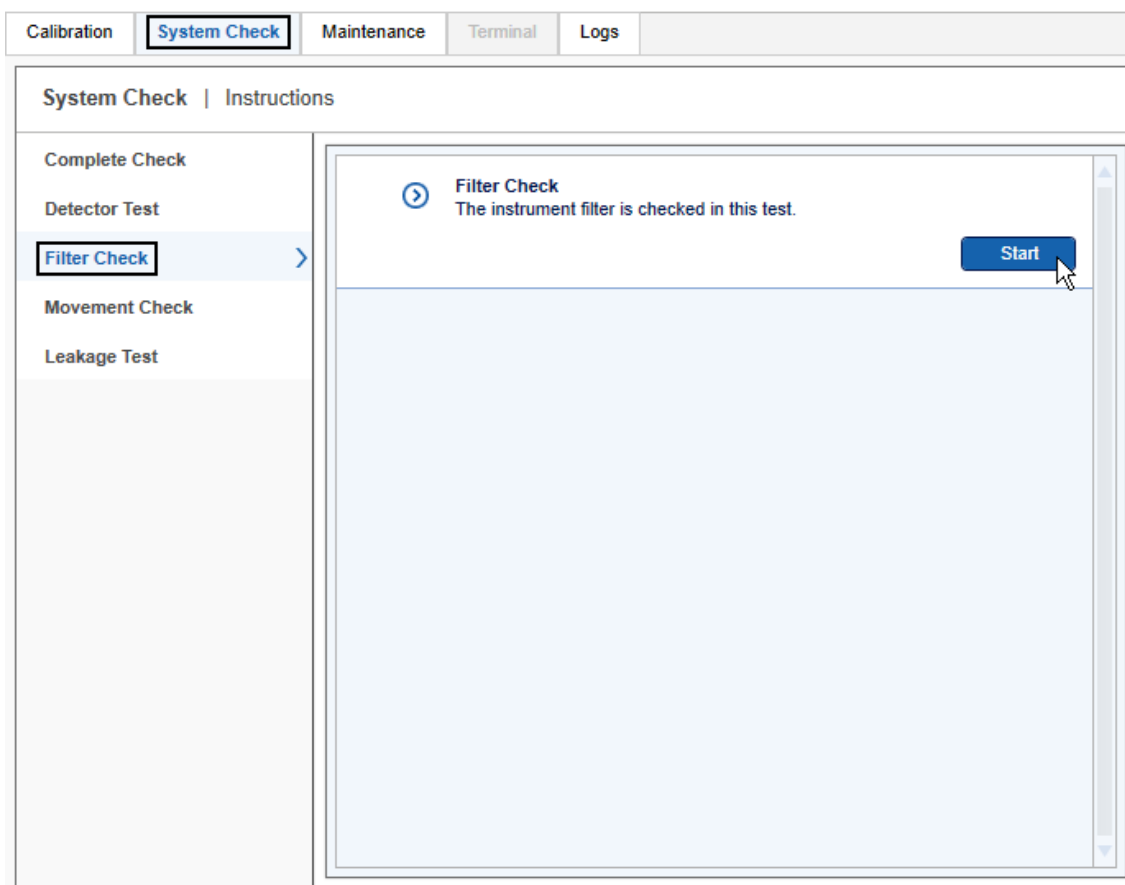 Calibration System Check Maintenance Terminal Logs
System Check | Instructions
Complete Check
Detector Test
Filter Check
Movement Check
Leakage Test
Filter Check
The instrument filter is checked in this test.
Start